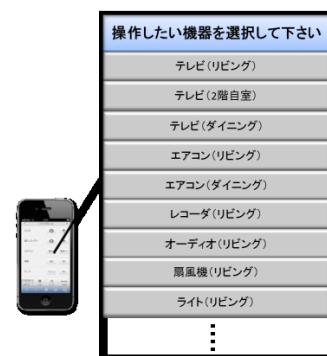 操作したい機器を選択して下さい
テレビ(リビング)
テレビ(2階自室)
テレビ(ダイニング)
エアコン(リビング)
エアコン(ダイニング)
レコーダ(リビング)
オーディオ(リビング)
扇風機(リビング)
ライト(リビング)